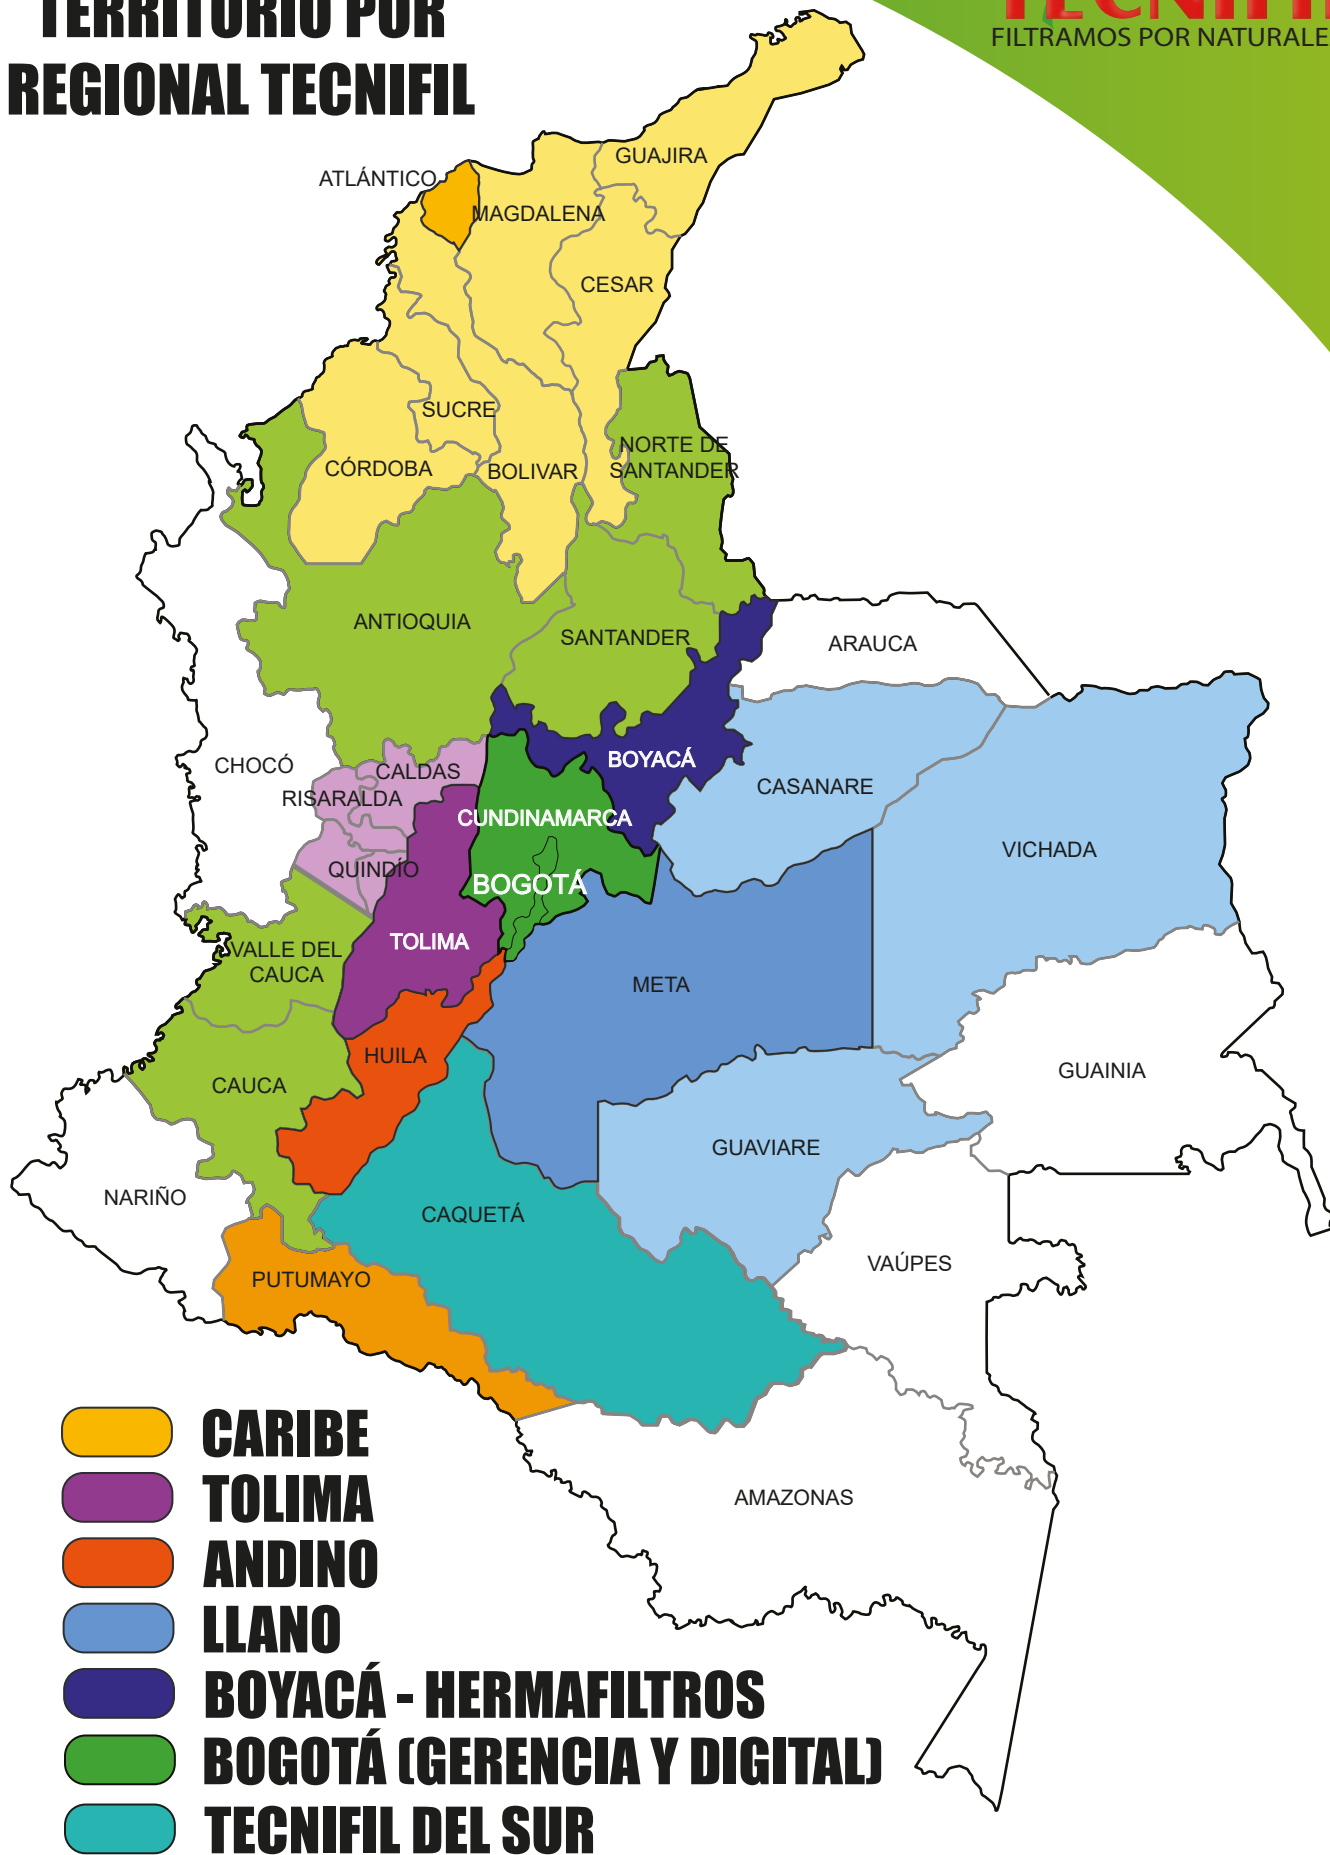 TERRITORIO POR
REGIONAL TECNIFIL
FILTRAMOS POR NATURALE
GUAJIRA
ATLÁNTICO
MAGDALENA
CESAR
SUCRE
NORTE DE
SANTANDER
CÓRDOBA
BOLIVAR
ANTIOQUIA
SANTANDER
ARAUCA
CHOCÓ
CALDAS
BOYACÁ
CASANARE
RISARALDA
CUNDINAMARCA
VICHADA
QUINDÍO
BOGOTÁ
TOLIMA
VALLE DEL
CAUCA
META
HUILA
CAUCA
GUAINIA
GUAVIARE
NARIÑO
CAQUETÁ
VAÚPES
PUTUMAYO
AMAZONAS
CARIBE
TOLIMA
ANDINO
LLANO
BOYACÁ - HERMAFILTROS
BOGOTÁ (GERENCIA Y DIGITAL)
TECNIFIL DEL SUR